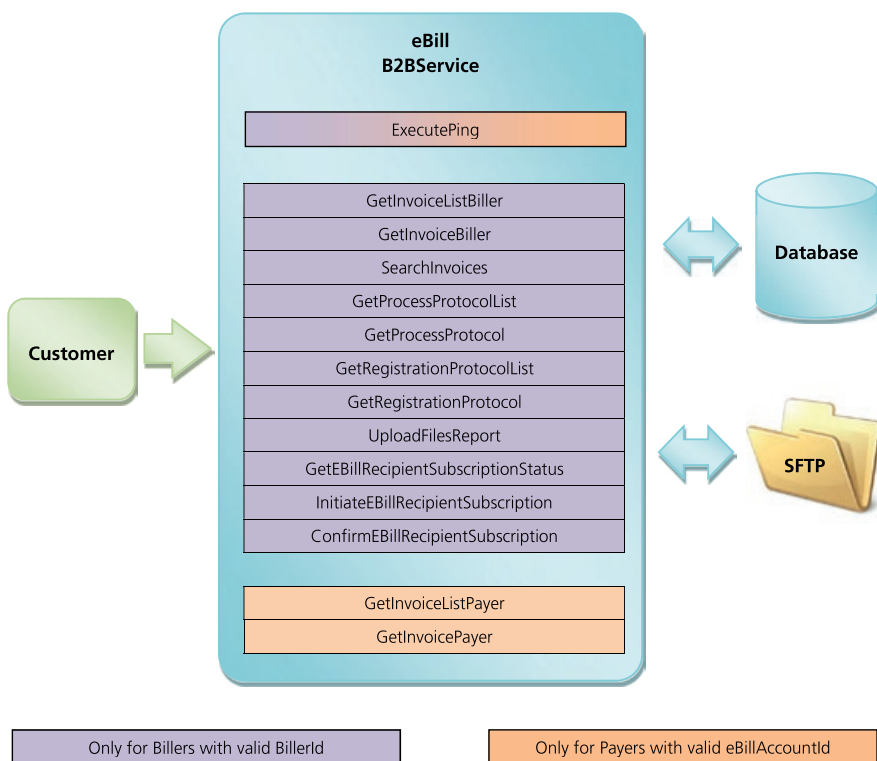 eBill
B2BService
ExecutePing
GetInvoiceListBiller
GetInvoiceBiller
SearchInvoices
GetProcessProtocolList
GetProcessProtocol
GetRegistrationProtocolList
GetRegistrationProtocol
UploadFilesReport
GetEBillRecipientSubscriptionStatus
InitiateEBillRecipientSubscription
ConfirmEBillRecipientSubscription
GetInvoiceListPayer
GetInvoicePayer
Customer
Database
SFTP
Only for Billers with valid BillerId
Only for Payers with valid eBillAccountId